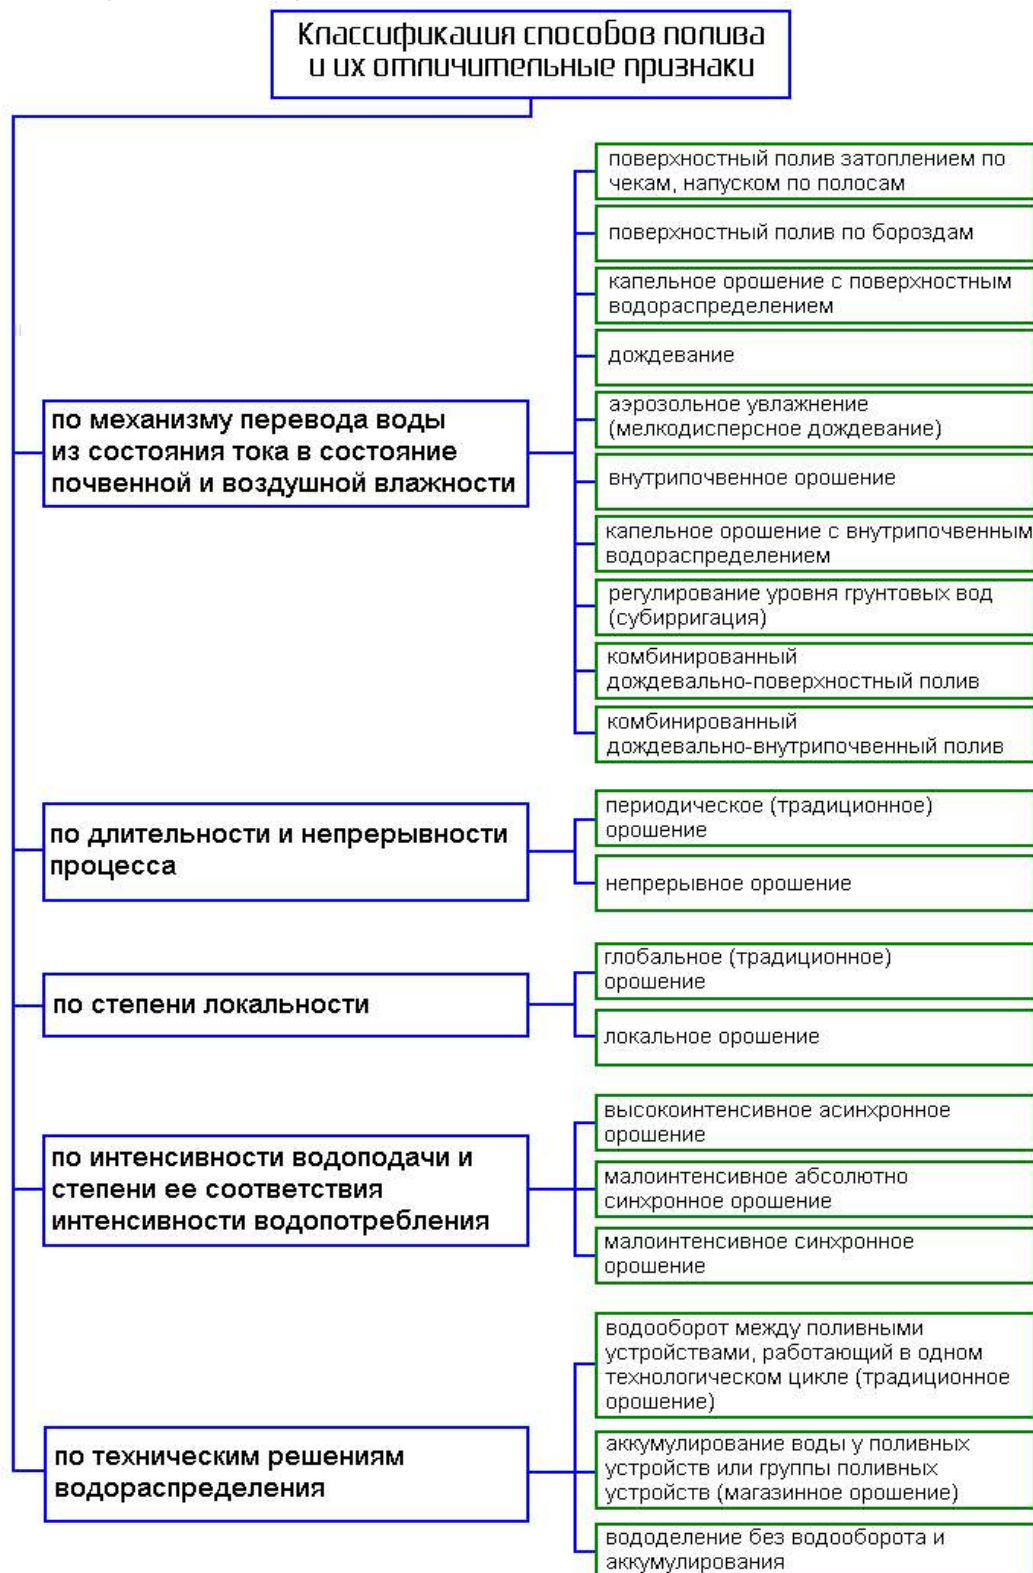 Классификация способов полива
и их отличительные признаки
поверхностный полив затоплением по
чекам, напуском по полосам
поверхностный полив по бороздам
капельное орошение с поверхностным
водораспределением
дождевание
аэрозольное увлажнение
(мелкодисперсное дождевание)
по механизму перевода воды
из состояния тока в состояние
почвенной и воздушной влажности
внутрипочвенное орошение
капельное орошение с внутрипочвенным
водораспределением
регулирование уровня грунтовых вод
(субирригация)
комбинированный
дождевально-поверхностный полив
комбинированный
дождевально-внутрипочвенный полив
по длительности и непрерывности
процесса
периодическое (традиционное)
орошение
непрерывное орошение
по степени локальности
глобальное (традиционное)
орошение
локальное орошение
по интенсивности водоподачи и
степени ее соответствия
интенсивности водопотребления
высокоинтенсивное асинхронное
орошение
малоинтенсивное абсолютно
синхронное орошение
малоинтенсивное синхронное
орошение
по техническим решениям
водораспределения
водооборот между поливными
устройствами, работающий в одном
технологическом цикле (традиционное
орошение)
аккумулирование воды у поливных
устройств или группы поливных
устройств (магазинное орошение)
вододеление без водооборота и
аккумулирования